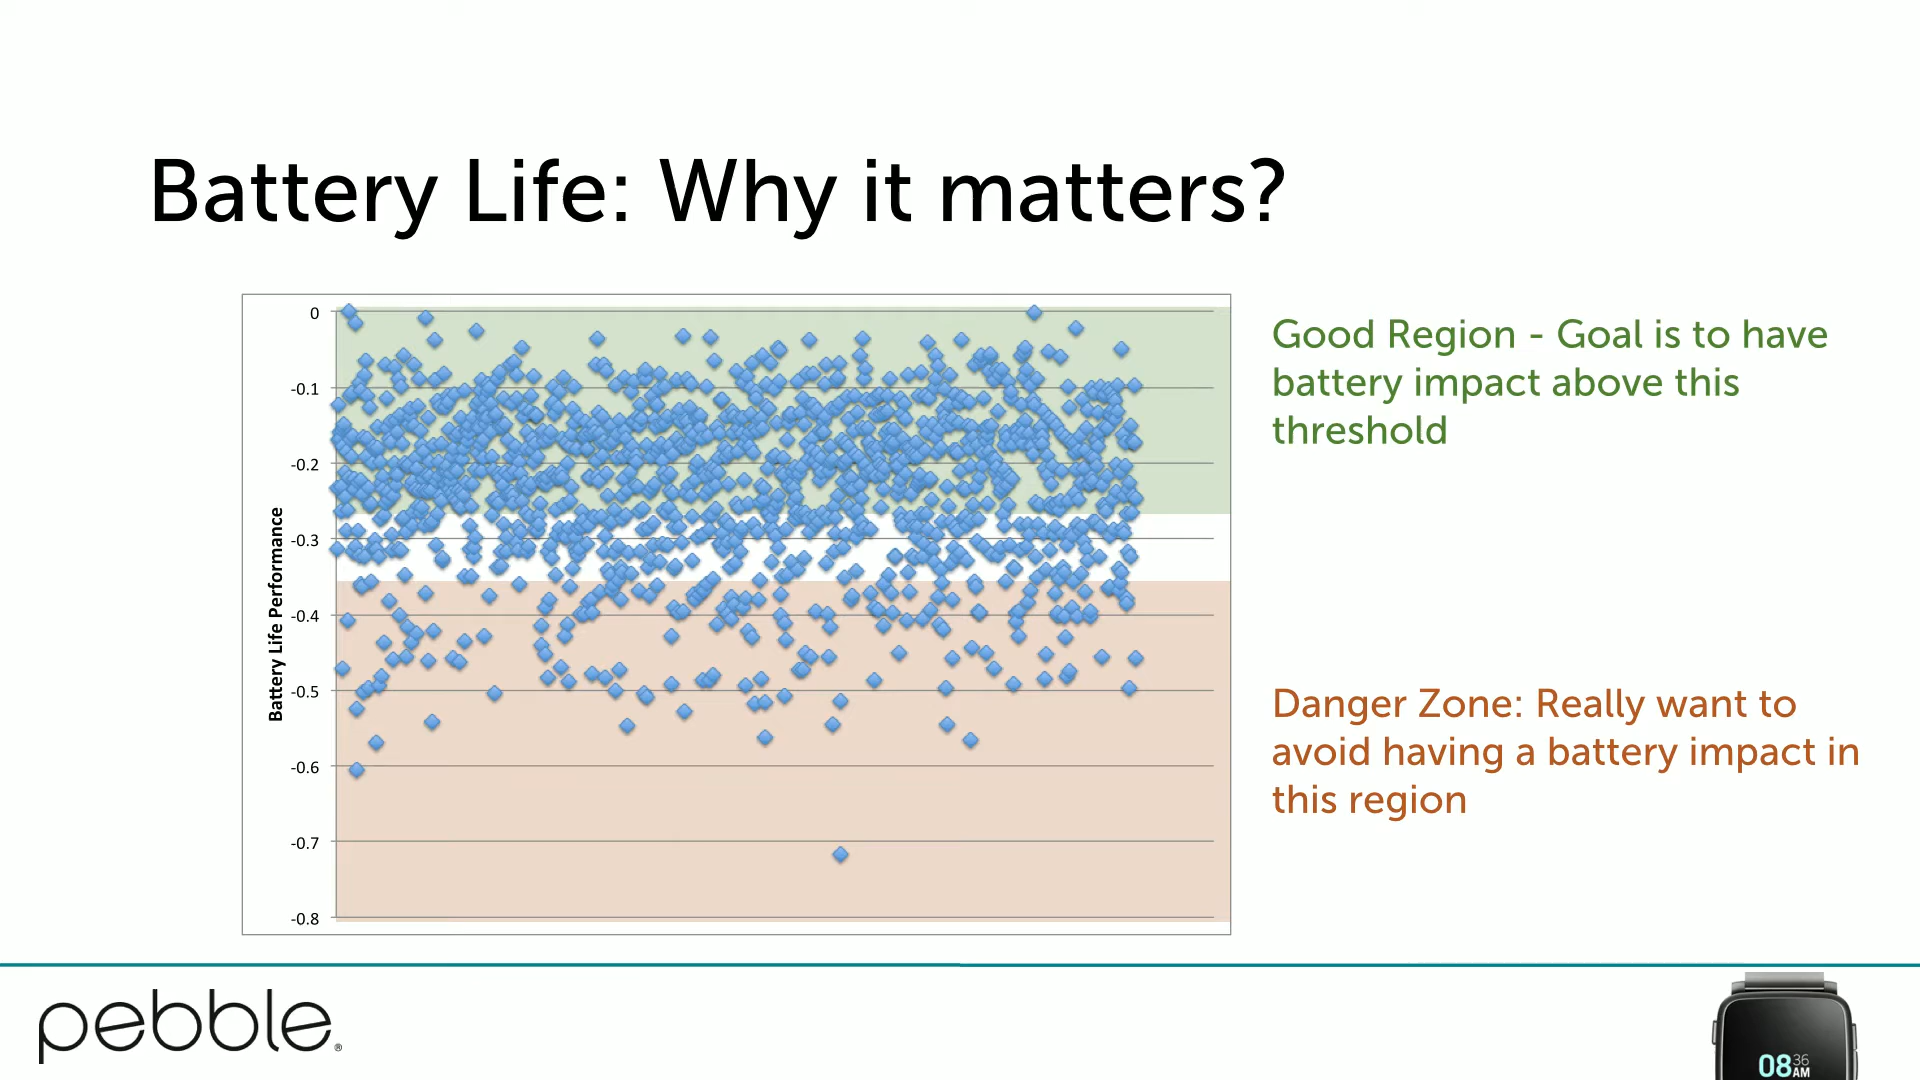 Battery Life: Why it matters?
0
-0.1
-0.2
-0.3
-0.4
-0.5
-0.6
-0.7
-0.8
Battery Life Performance
Good Region - Goal is to have
battery impact above this
threshold
Danger Zone: Really want to
avoid having a battery impact in
this region
pebble®
08 36
AM